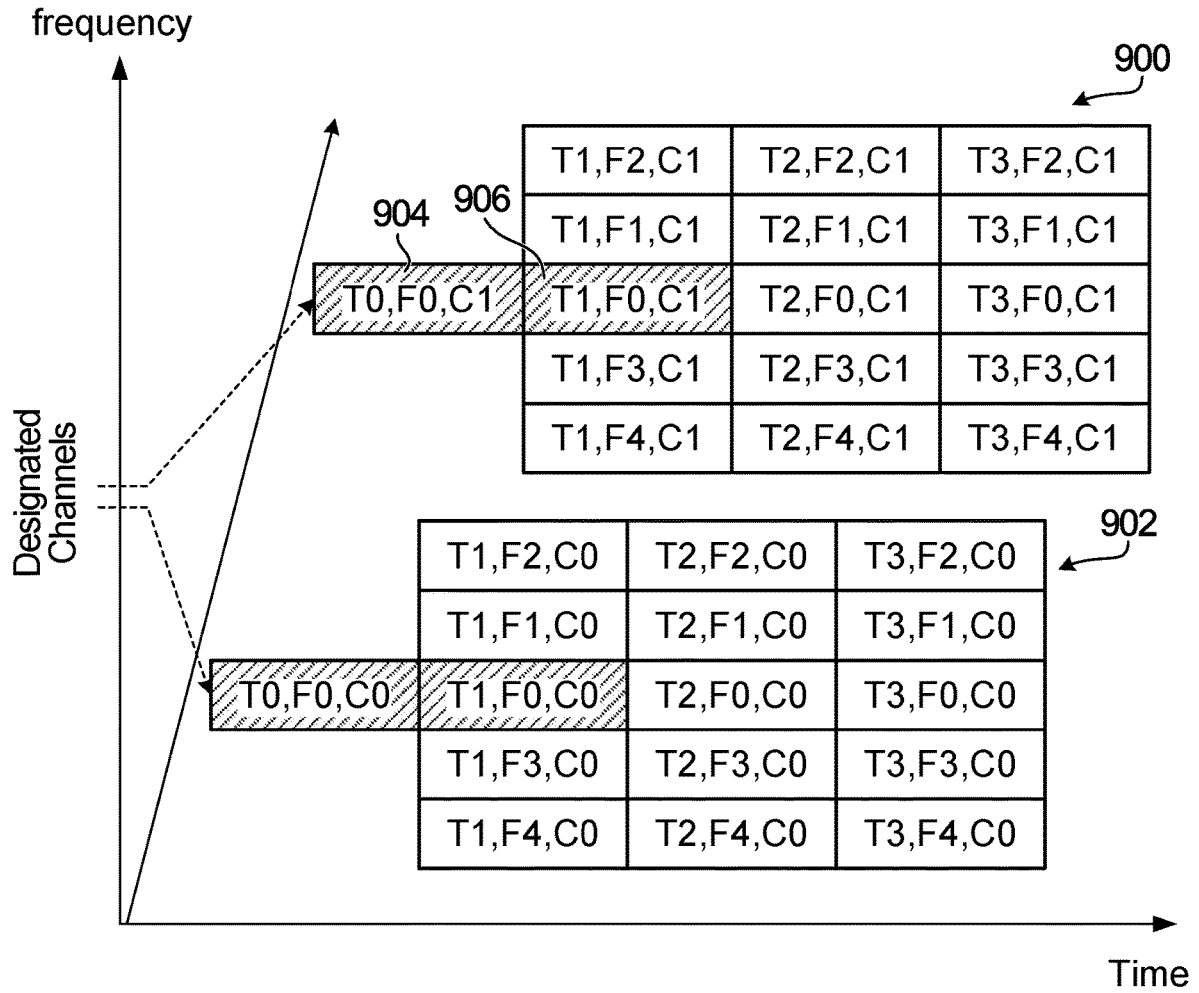 frequency
900
T1,F2,C1 T2,F2,C1 T3,F2,C1
904 906
T1,F1,C1 T2,F1,C1 T3,F1,C1
T0,F0,C1 T1,F0,C1 T2,F0,C1 T3,F0,C1
T1,F3,C1 T2,F3,C1 T3,F3,C1
T1,F4,C1 T2,F4,C1 T3,F4,C1
Designated
Channels
902
T1,F2,C0 T2,F2,C0 T3,F2,C0
T1,F1,C0 T2,F1,C0 T3,F1,C0
T0,F0,C0 T1,F0,C0 T2,F0,C0 T3,F0,C0
T1,F3,C0 T2,F3,C0 T3,F3,C0
T1,F4,C0 T2,F4,C0 T3,F4,C0
Time